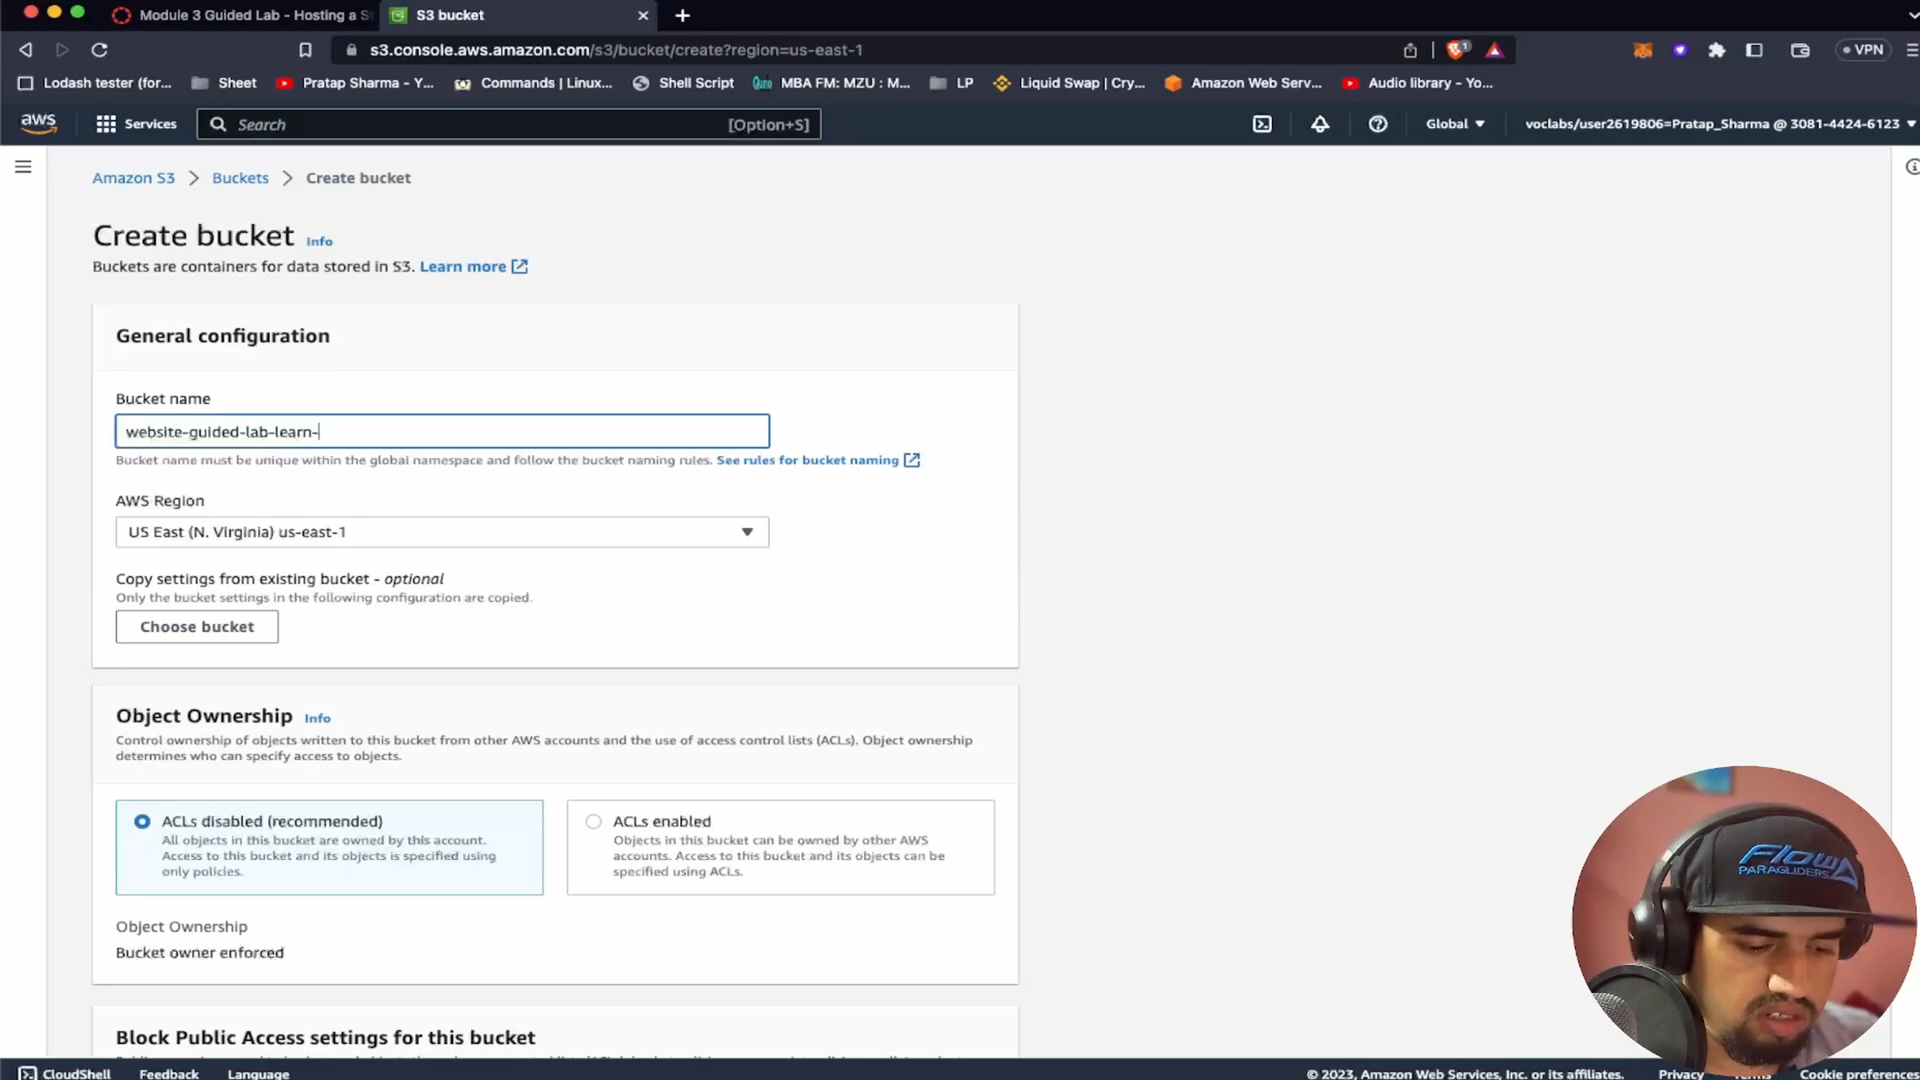 Module 3 Guided Lab - Hosting a S
S3 bucket
s3.console.aws.amazon.com/s3/bucket/create?region=us-east-1
1
VPN
Lodash tester (for...
Sheet
Pratap Sharma - Y...
Commands | Linux...
Shell Script
MBA FM: MZU : M...
LP
Liquid Swap | Cry...
Amazon Web Serv...
Audio library - Yo...
aws
Services
Search
[Option+S]
Global
voclabs/user2619806=Pratap_Sharma @ 3081-4424-6123
Amazon S3 > Buckets > Create bucket
Create bucket Info
Buckets are containers for data stored in S3. Learn more
General configuration
Bucket name
website-guided-lab-learn-
Bucket name must be unique within the global namespace and follow the bucket naming rules. See rules for bucket naming
AWS Region
US East (N. Virginia) us-east-1
Copy settings from existing bucket - optional
Only the bucket settings in the following configuration are copied.
Choose bucket
Object Ownership Info
Control ownership of objects written to this bucket from other AWS accounts and the use of access control lists (ACLs). Object ownership
determines who can specify access to objects.
ACLs disabled (recommended)
All objects in this bucket are owned by this account.
Access to this bucket and its objects is specified using
only policies.
ACLs enabled
Objects in this bucket can be owned by other AWS
accounts. Access to this bucket and its objects can be
specified using ACLs.
Object Ownership
Bucket owner enforced
Block Public Access settings for this bucket
FLOW
PARAGLIDERS
CloudShell
Feedback
Language
© 2023, Amazon Web Services, Inc. or its affiliates.
Privacy
Terms
Cookie preferences